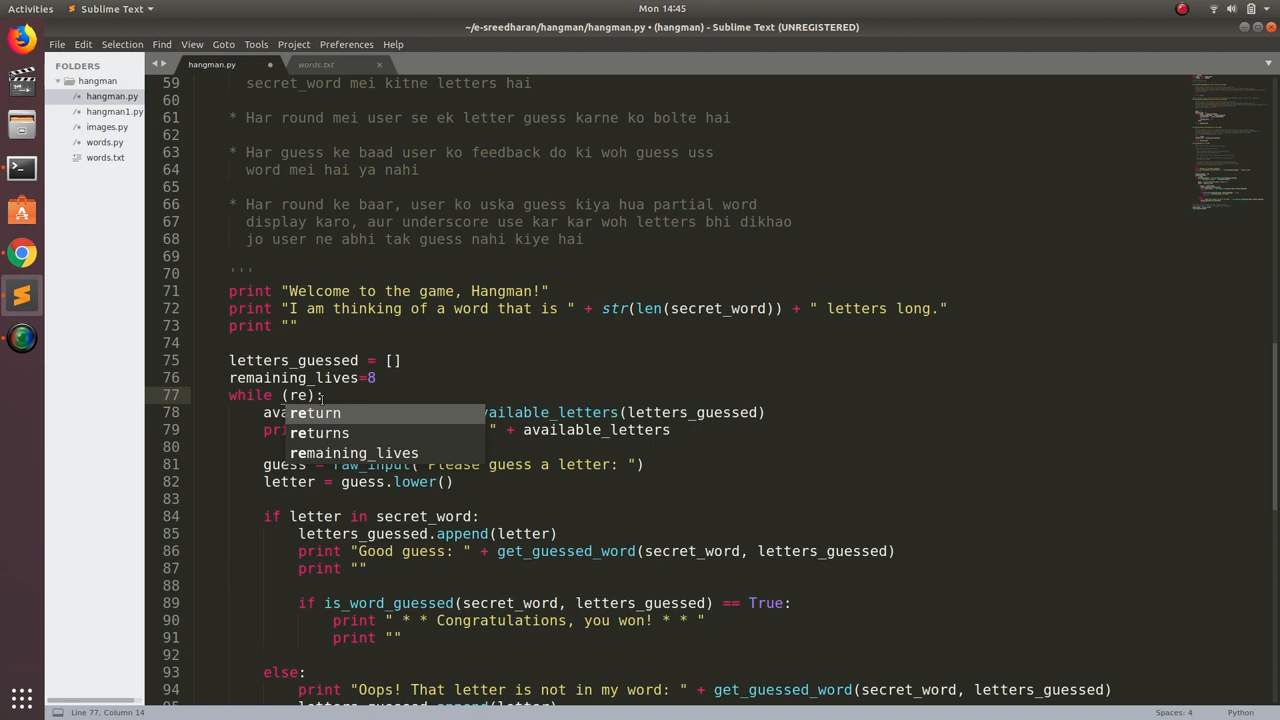 Activities Sublime Text Mon 14:45
~/e-sreedharan/hangman/hangman.py • (hangman) - Sublime Text (UNREGISTERED)
File Edit Selection Find View Goto Tools Project Preferences Help
FOLDERS
hangman
hangman.py
hangman1.py
images.py
words.py
words.txt
hangman.py words.txt
59 secret_word mei kitne letters hai
60
61 * Har round mei user se ek letter guess karne ko bolte hai
62
63 * Har guess ke baad user ko feedback do ki woh guess uss
64 word mei hai ya nahi
65
66 * Har round ke baar, user ko uska guess kiya hua partial word
67 display karo, aur underscore use kar kar woh letters bhi dikhao
68 jo user ne abhi tak guess nahi kiye hai
69
70 '''
71 print "Welcome to the game, Hangman!"
72 print "I am thinking of a word that is " + str(len(secret_word)) + " letters long."
73 print ""
74
75 letters_guessed = []
76 remaining_lives=8
77 while (re):
78 ava ailable_letters(letters_guessed)
return
79 pri " + available_letters
returns
80
remaining_lives
81 guess = raw_input("Please guess a letter: ")
82 letter = guess.lower()
83
84 if letter in secret_word:
85 letters_guessed.append(letter)
86 print "Good guess: " + get_guessed_word(secret_word, letters_guessed)
87 print ""
88
89 if is_word_guessed(secret_word, letters_guessed) == True:
90 print " * * Congratulations, you won! * * "
91 print ""
92
93 else:
94 print "Oops! That letter is not in my word: " + get_guessed_word(secret_word, letters_guessed)
Line 77, Column 14 Spaces: 4 Python